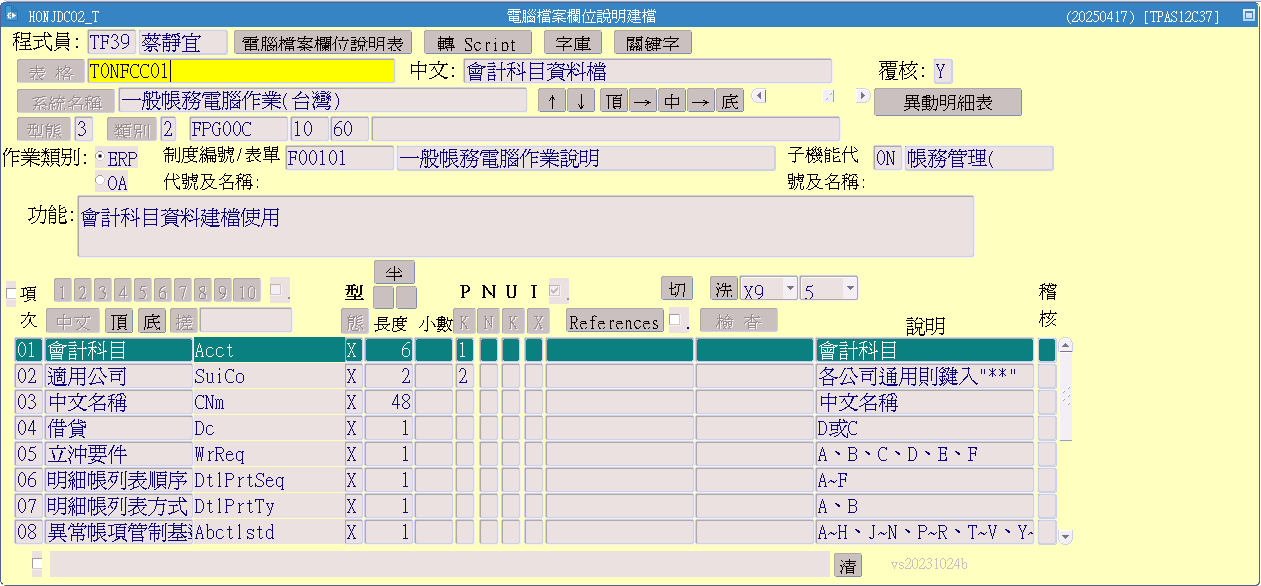 HONJDC02_T 電腦檔案欄位說明建檔 (20250417) [TPAS12C37]
程式員: TF39 蔡靜宜 電腦檔案欄位說明表 轉 Script 字庫 關鍵字
表 格 T0NFCC01 中文: 會計科目資料檔 覆核: Y
系統名稱 一般帳務電腦作業(台灣) ↑ ↓ 頂 → 中 → 底 異動明細表
型態 3 類別 2 FPG00C 10 60
作業類別: ERP 制度編號/表單 F00101 一般帳務電腦作業說明 子機能代 ON 帳務管理(
OA 代號及名稱: 號及名稱:
功能: 會計科目資料建檔使用
半
項 1 2 3 4 5 6 7 8 9 10 . 型 P N U I . 切 洗 X9 5 稽
次 中文 頂 底 搓 態 長度 小數 K N K X References . 檢 查 說明 核
01 會計科目 Acct X 6 1 會計科目
02 適用公司 SuiCo X 2 2 各公司通用則鍵入"**"
03 中文名稱 CNm X 48 中文名稱
04 借貸 Dc X 1 D或C
05 立沖要件 WrReq X 1 A、B、C、D、E、F
06 明細帳列表順序 DtlPrtSeq X 1 A~F
07 明細帳列表方式 DtlPrtTy X 1 A、B
08 異常帳項管制基 Abctlstd X 1 A~H、J~N、P~R、T~V、Y~
清 vs20231024b